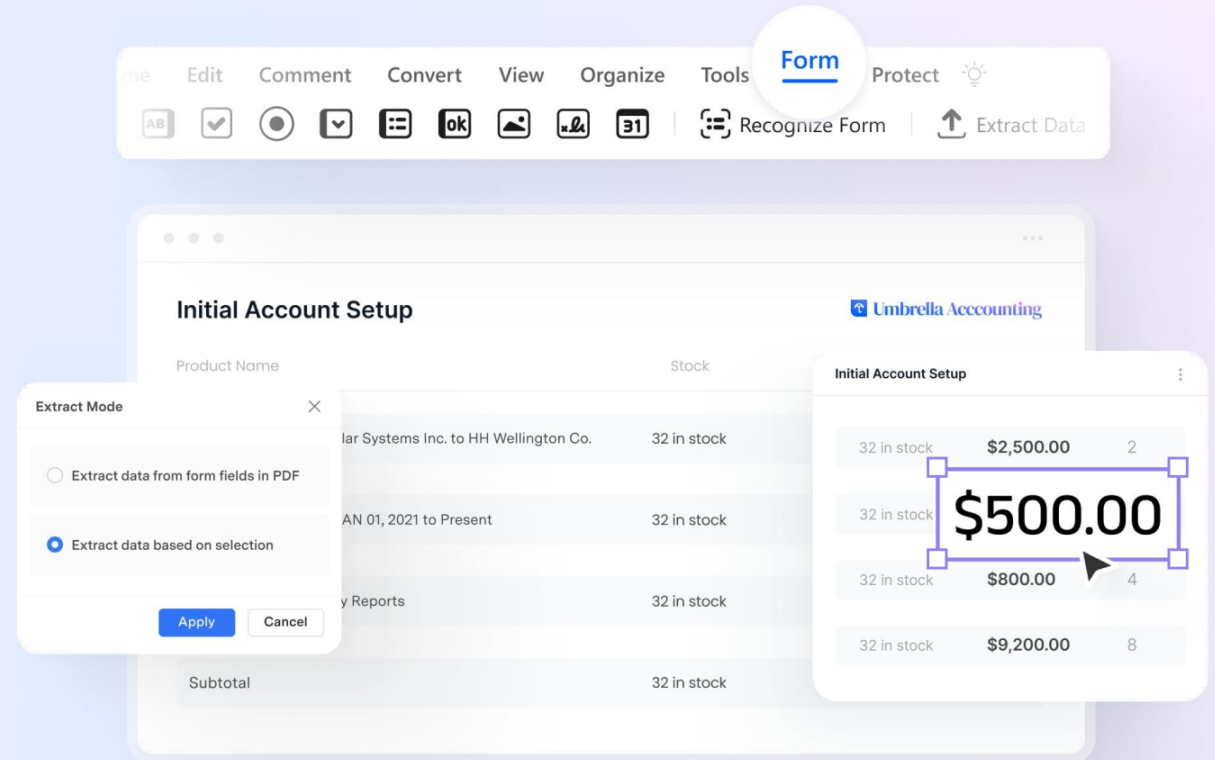 me Edit Comment Convert View Organize Tools Form Protect
AB ok 31 Recognize Form Extract Data
Initial Account Setup
Umbrella Acccounting
Product Name Stock
lar Systems Inc. to HH Wellington Co. 32 in stock
AN 01, 2021 to Present 32 in stock
y Reports 32 in stock
Subtotal 32 in stock
Extract Mode
Extract data from form fields in PDF
Extract data based on selection
Apply Cancel
Initial Account Setup
32 in stock $2,500.00 2
32 in stock $500.00
32 in stock $800.00 4
32 in stock $9,200.00 8